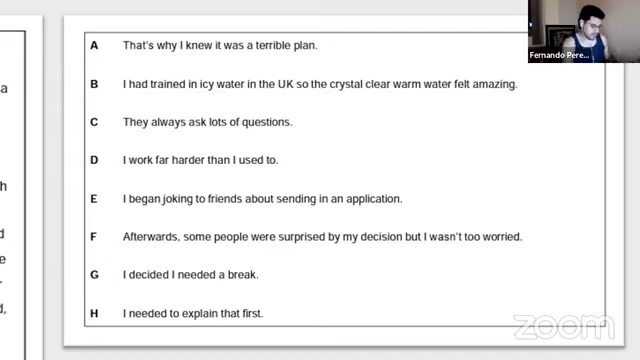 A That's why I knew it was a terrible plan.
B I had trained in icy water in the UK so the crystal clear warm water felt amazing.
C They always ask lots of questions.
D I work far harder than I used to.
E I began joking to friends about sending in an application.
F Afterwards, some people were surprised by my decision but I wasn't too worried.
G I decided I needed a break.
H I needed to explain that first.
Fernando Pere...
zoom